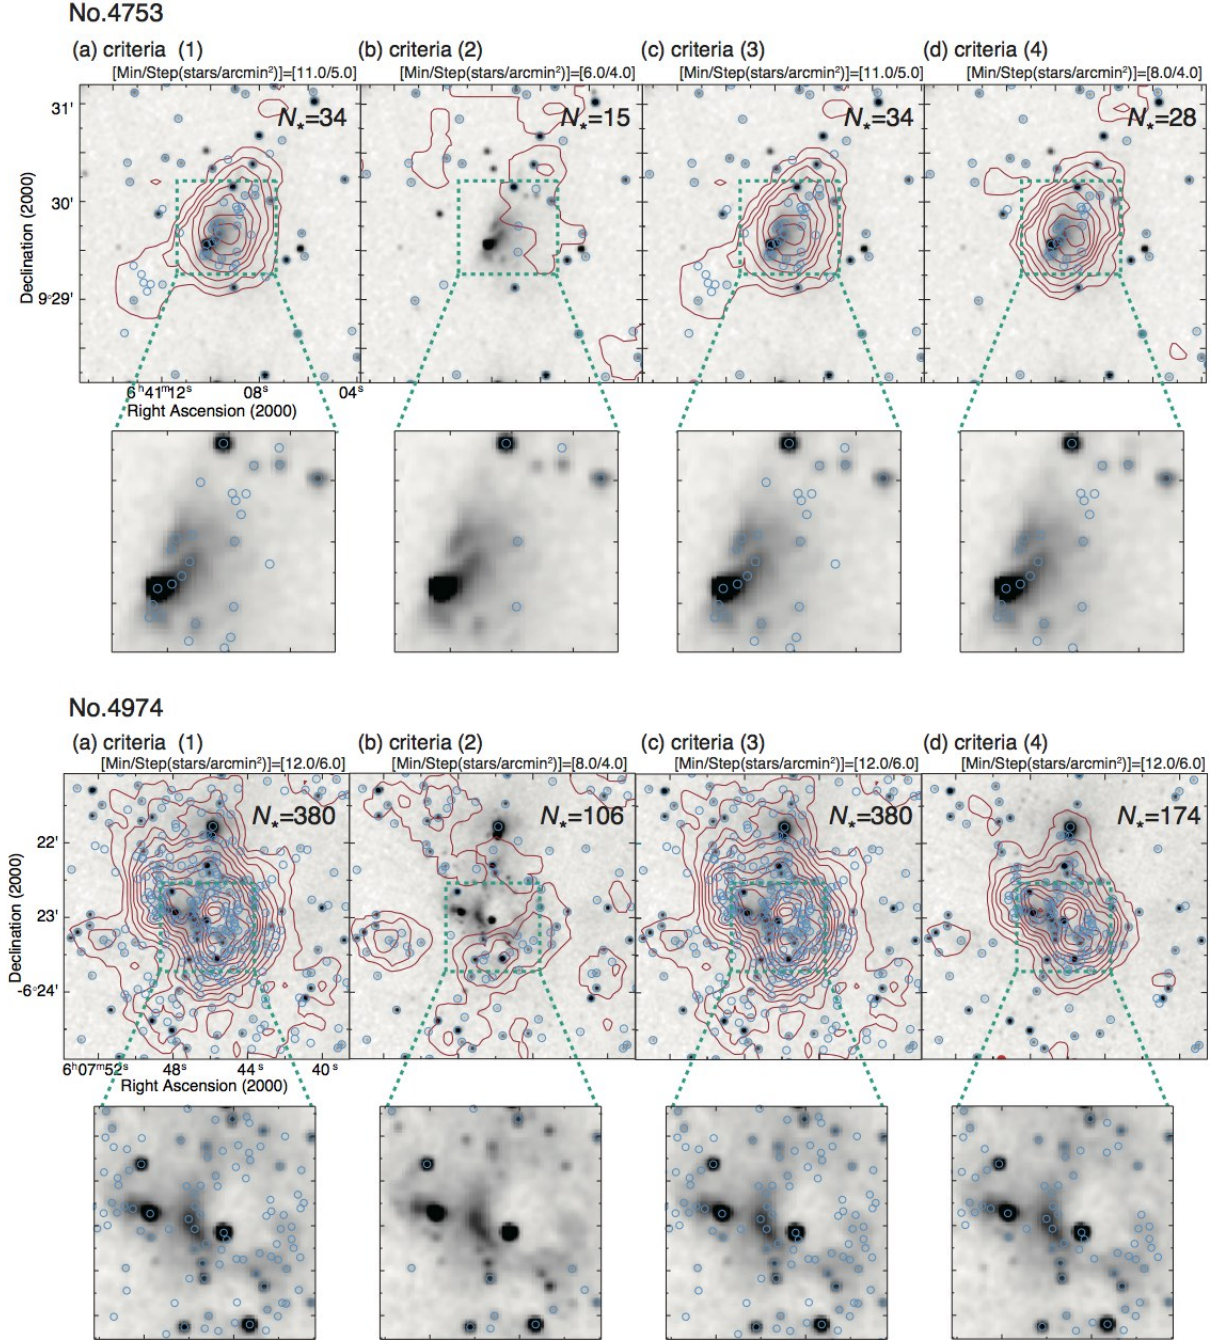 No.4753
(a) criteria (1) (b) criteria (2) (c) criteria (3) (d) criteria (4)
[Min/Step(stars/arcmin²)]=[11.0/5.0] [Min/Step(stars/arcmin²)]=[6.0/4.0] [Min/Step(stars/arcmin²)]=[11.0/5.0] [Min/Step(stars/arcmin²)]=[8.0/4.0]
31'
N*=34 N*=15 N*=34 N*=28
30'
Declination (2000)
9°29'
6ʰ41ᵐ12ˢ 08ˢ 04ˢ
Right Ascension (2000)
No.4974
(a) criteria (1) (b) criteria (2) (c) criteria (3) (d) criteria (4)
[Min/Step(stars/arcmin²)]=[12.0/6.0] [Min/Step(stars/arcmin²)]=[8.0/4.0] [Min/Step(stars/arcmin²)]=[12.0/6.0] [Min/Step(stars/arcmin²)]=[12.0/6.0]
N*=380 N*=106 N*=380 N*=174
22'
23'
Declination (2000)
-6°24'
6ʰ07ᵐ52ˢ 48ˢ 44ˢ 40ˢ
Right Ascension (2000)